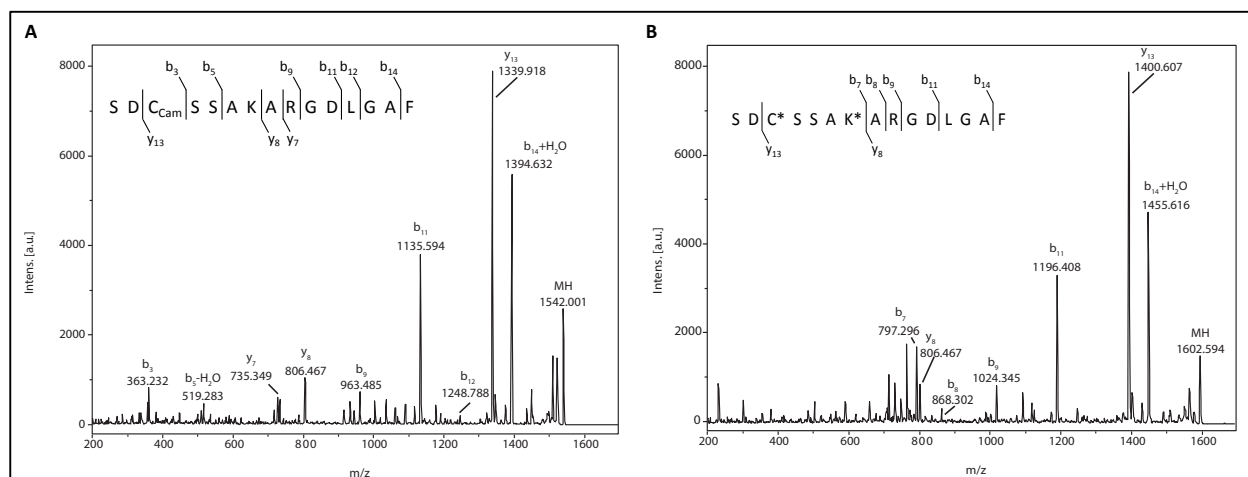 A
8000
6000
4000
2000
0
Intens. [a.u.]
200 400 600 800 1000 1200 1400 1600
m/z
b3 b5 b9 b11 b12 b14
S D CCam S S A K A R G D L G A F
y13 y8 y7
y13
1339.918
b14+H2O
1394.632
b11
1135.594
MH
1542.001
b3
363.232
b5-H2O
519.283
y7
735.349
y8
806.467
b9
963.485
b12
1248.788
B
8000
6000
4000
2000
0
Intens. [a.u.]
200 400 600 800 1000 1200 1400 1600
m/z
b7 b8 b9 b11 b14
S D C* S S A K* A R G D L G A F
y13 y8
y13
1400.607
b14+H2O
1455.616
b11
1196.408
MH
1602.594
b7
797.296
y8
806.467
b8
868.302
b9
1024.345